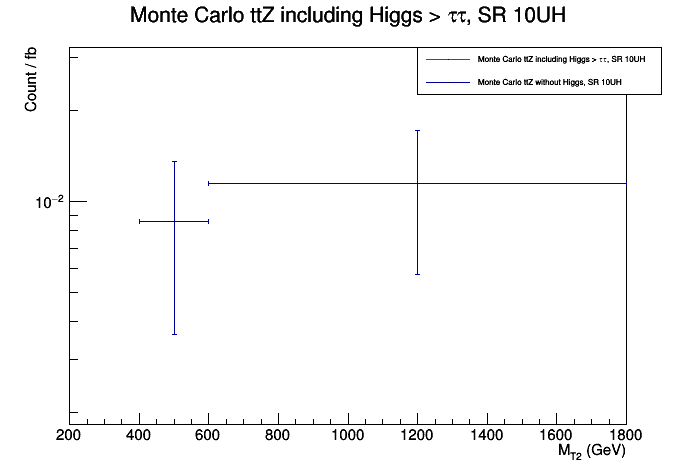 Monte Carlo ttZ including Higgs > ττ, SR 10UH
Count / fb
Monte Carlo ttZ including Higgs > ττ, SR 10UH
Monte Carlo ttZ without Higgs, SR 10UH
10⁻²
200 400 600 800 1000 1200 1400 1600 1800
M_T2 (GeV)